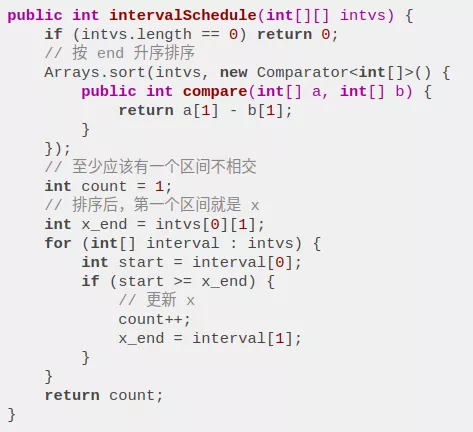 public int intervalSchedule(int[][] intvs) {
    if (intvs.length == 0) return 0;
    // 按 end 升序排序
    Arrays.sort(intvs, new Comparator<int[]>() {
        public int compare(int[] a, int[] b) {
            return a[1] - b[1];
        }
    });
    // 至少应该有一个区间不相交
    int count = 1;
    // 排序后，第一个区间就是 x
    int x_end = intvs[0][1];
    for (int[] interval : intvs) {
        int start = interval[0];
        if (start >= x_end) {
            // 更新 x
            count++;
            x_end = interval[1];
        }
    }
    return count;
}